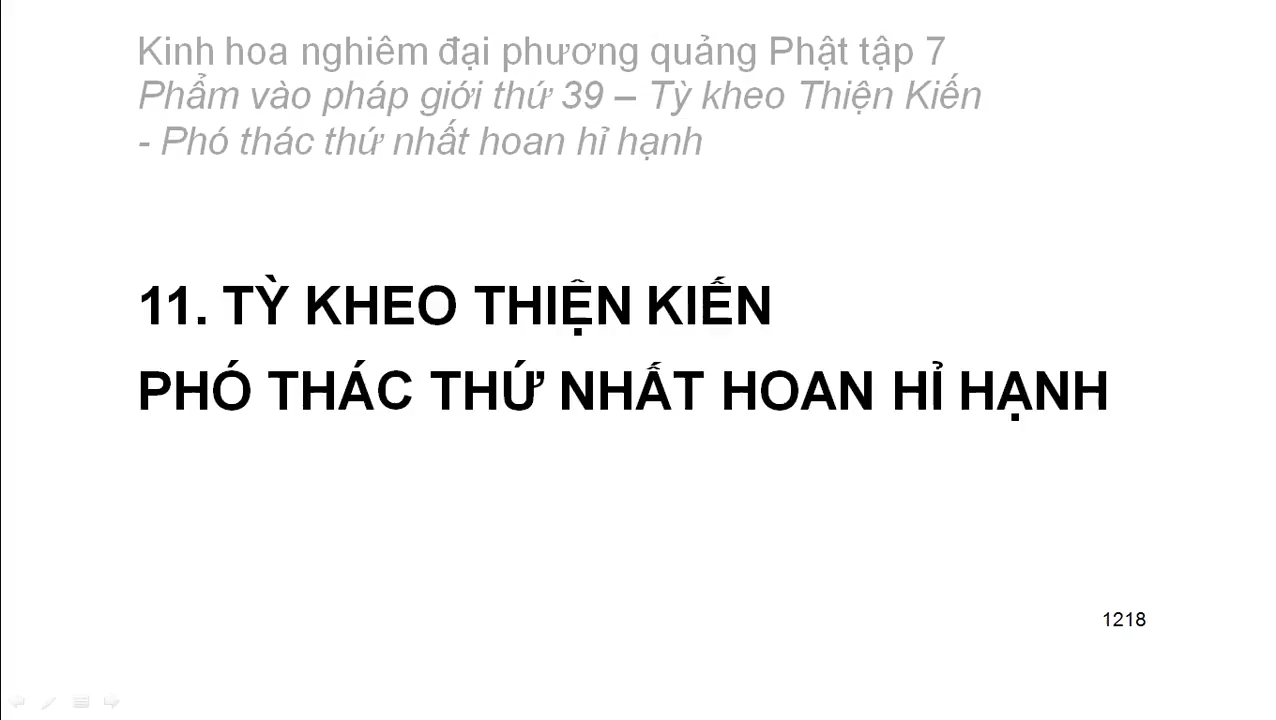 Kinh hoa nghiêm đại phương quảng Phật tập 7
Phẩm vào pháp giới thứ 39 – Tỳ kheo Thiện Kiến
- Phó thác thứ nhất hoan hỉ hạnh
11. TỲ KHEO THIỆN KIẾN
PHÓ THÁC THỨ NHẤT HOAN HỈ HẠNH
1218